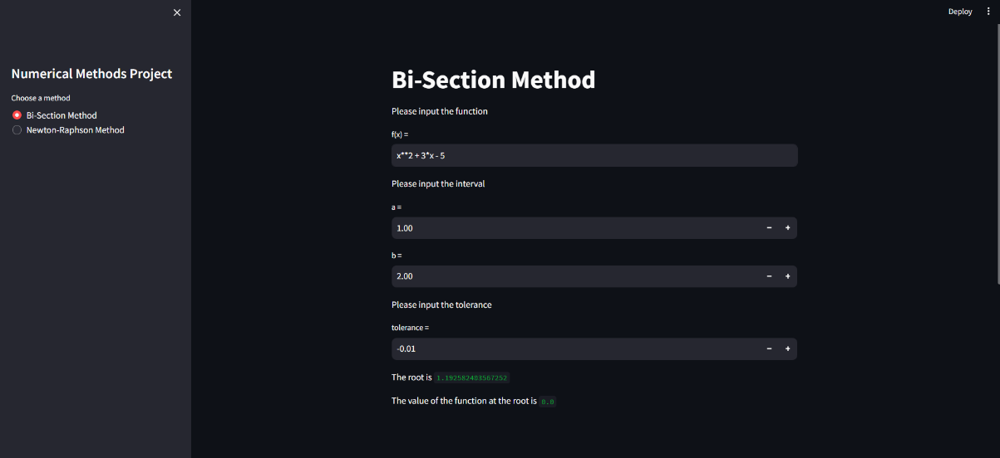 Deploy
Numerical Methods Project
Choose a method
Bi-Section Method
Newton-Raphson Method
Bi-Section Method
Please input the function
f(x) =
x**2 + 3*x - 5
Please input the interval
a =
1.00
b =
2.00
Please input the tolerance
tolerance =
-0.01
The root is 1.192582403567252
The value of the function at the root is 0.0